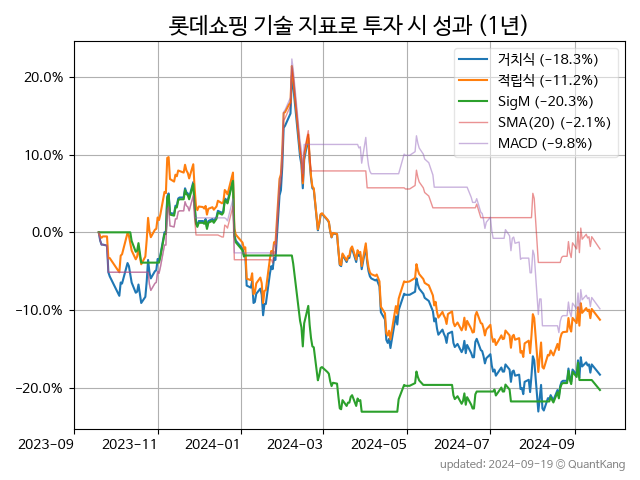 롯데쇼핑 기술 지표로 투자 시 성과 (1년)
거치식 (−18.3%)
적립식 (−11.2%)
SigM (−20.3%)
SMA(20) (−2.1%)
MACD (−9.8%)
20.0%
10.0%
0.0%
−10.0%
−20.0%
2023-09 2023-11 2024-01 2024-03 2024-05 2024-07 2024-09
updated: 2024-09-19 © QuantKang